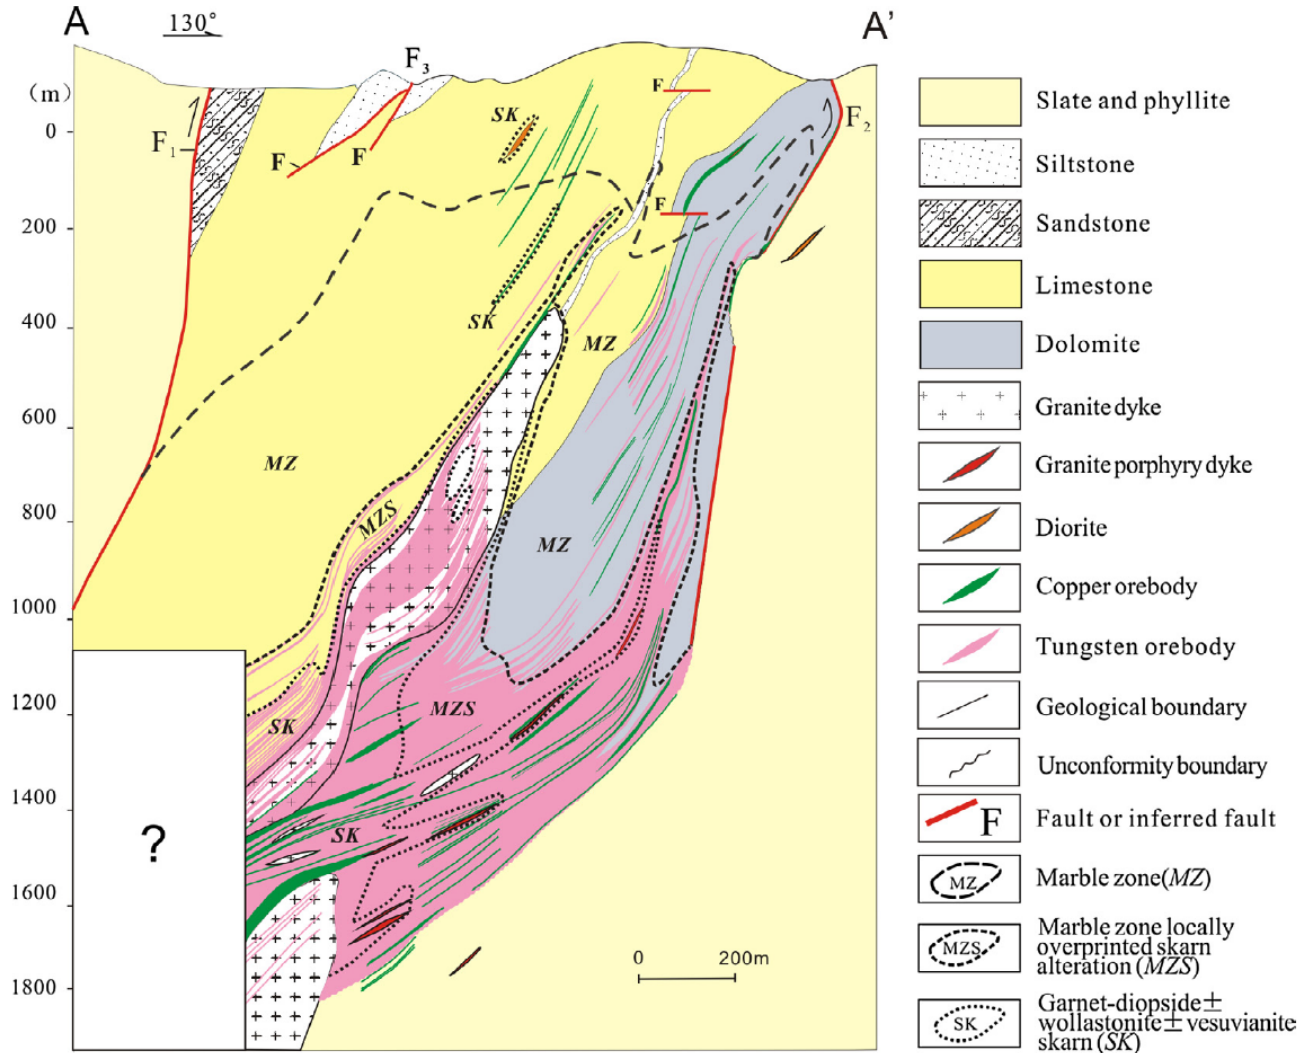 A
130°
A'
(m)
0
200
400
600
800
1000
1200
1400
1600
1800
F1
F3
F
F
F
F
F2
SK
SK
MZ
MZ
MZS
MZ
MZS
SK
SK
?
0 200m
Slate and phyllite
Siltstone
Sandstone
Limestone
Dolomite
Granite dyke
Granite porphyry dyke
Diorite
Copper orebody
Tungsten orebody
Geological boundary
Unconformity boundary
F
Fault or inferred fault
MZ
Marble zone(MZ)
MZS
Marble zone locally
overprinted skarn
alteration (MZS)
SK
Garnet-diopside±
wollastonite±vesuvianite
skarn (SK)